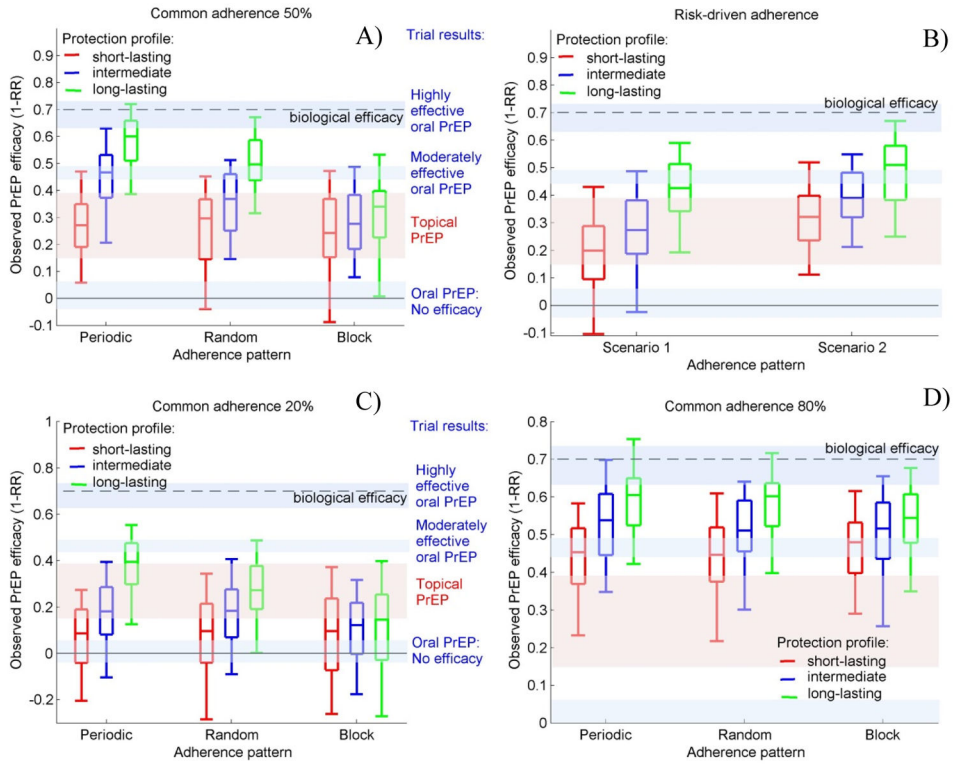 Common adherence 50%
A)
Protection profile:
short-lasting
intermediate
long-lasting
Trial results:
Highly
effective
oral PrEP
biological efficacy
Moderately
effective
oral PrEP
Topical
PrEP
Oral PrEP:
No efficacy
Observed PrEP efficacy (1-RR)
0.9
0.8
0.7
0.6
0.5
0.4
0.3
0.2
0.1
0
-0.1
Periodic
Random
Block
Adherence pattern
Risk-driven adherence
B)
Protection profile:
short-lasting
intermediate
long-lasting
biological efficacy
Observed PrEP efficacy (1-RR)
0.9
0.8
0.7
0.6
0.5
0.4
0.3
0.2
0.1
0
-0.1
Scenario 1
Scenario 2
Adherence pattern
Common adherence 20%
C)
Protection profile:
short-lasting
intermediate
long-lasting
Trial results:
Highly
effective
oral PrEP
biological efficacy
Moderately
effective
oral PrEP
Topical
PrEP
Oral PrEP:
No efficacy
Observed PrEP efficacy (1-RR)
1
0.8
0.6
0.4
0.2
0
-0.2
Periodic
Random
Block
Adherence pattern
Common adherence 80%
D)
biological efficacy
Observed PrEP efficacy (1-RR)
0.8
0.7
0.6
0.5
0.4
0.3
0.2
0.1
0
Protection profile:
short-lasting
intermediate
long-lasting
Periodic
Random
Block
Adherence pattern